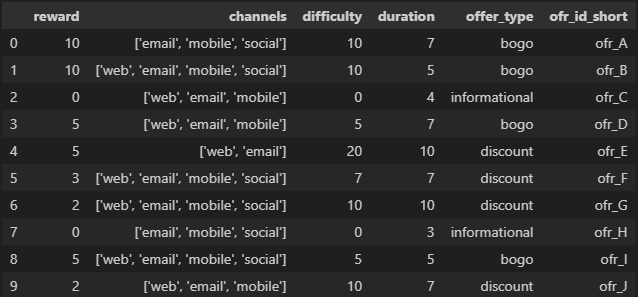 reward channels difficulty duration offer_type ofr_id_short
0 10 ['email', 'mobile', 'social'] 10 7 bogo ofr_A
1 10 ['web', 'email', 'mobile', 'social'] 10 5 bogo ofr_B
2 0 ['web', 'email', 'mobile'] 0 4 informational ofr_C
3 5 ['web', 'email', 'mobile'] 5 7 bogo ofr_D
4 5 ['web', 'email'] 20 10 discount ofr_E
5 3 ['web', 'email', 'mobile', 'social'] 7 7 discount ofr_F
6 2 ['web', 'email', 'mobile', 'social'] 10 10 discount ofr_G
7 0 ['email', 'mobile', 'social'] 0 3 informational ofr_H
8 5 ['web', 'email', 'mobile', 'social'] 5 5 bogo ofr_I
9 2 ['web', 'email', 'mobile'] 10 7 discount ofr_J